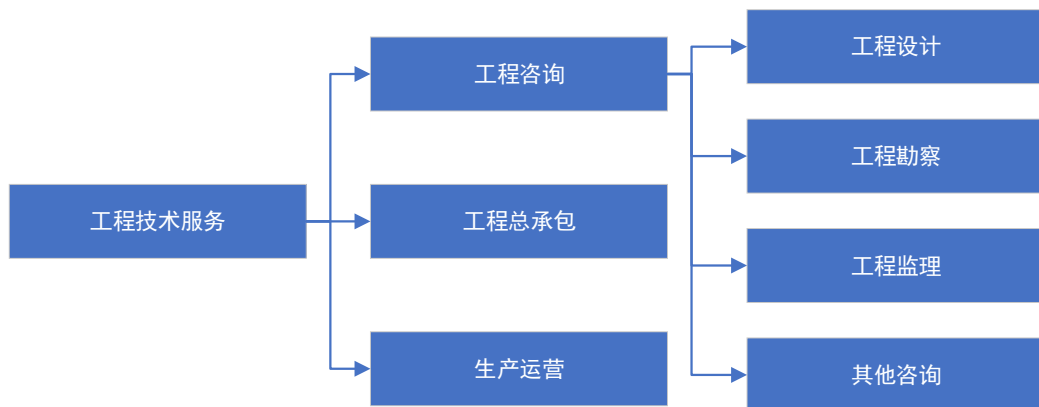 工程技术服务
工程咨询
工程总承包
生产运营
工程设计
工程勘察
工程监理
其他咨询